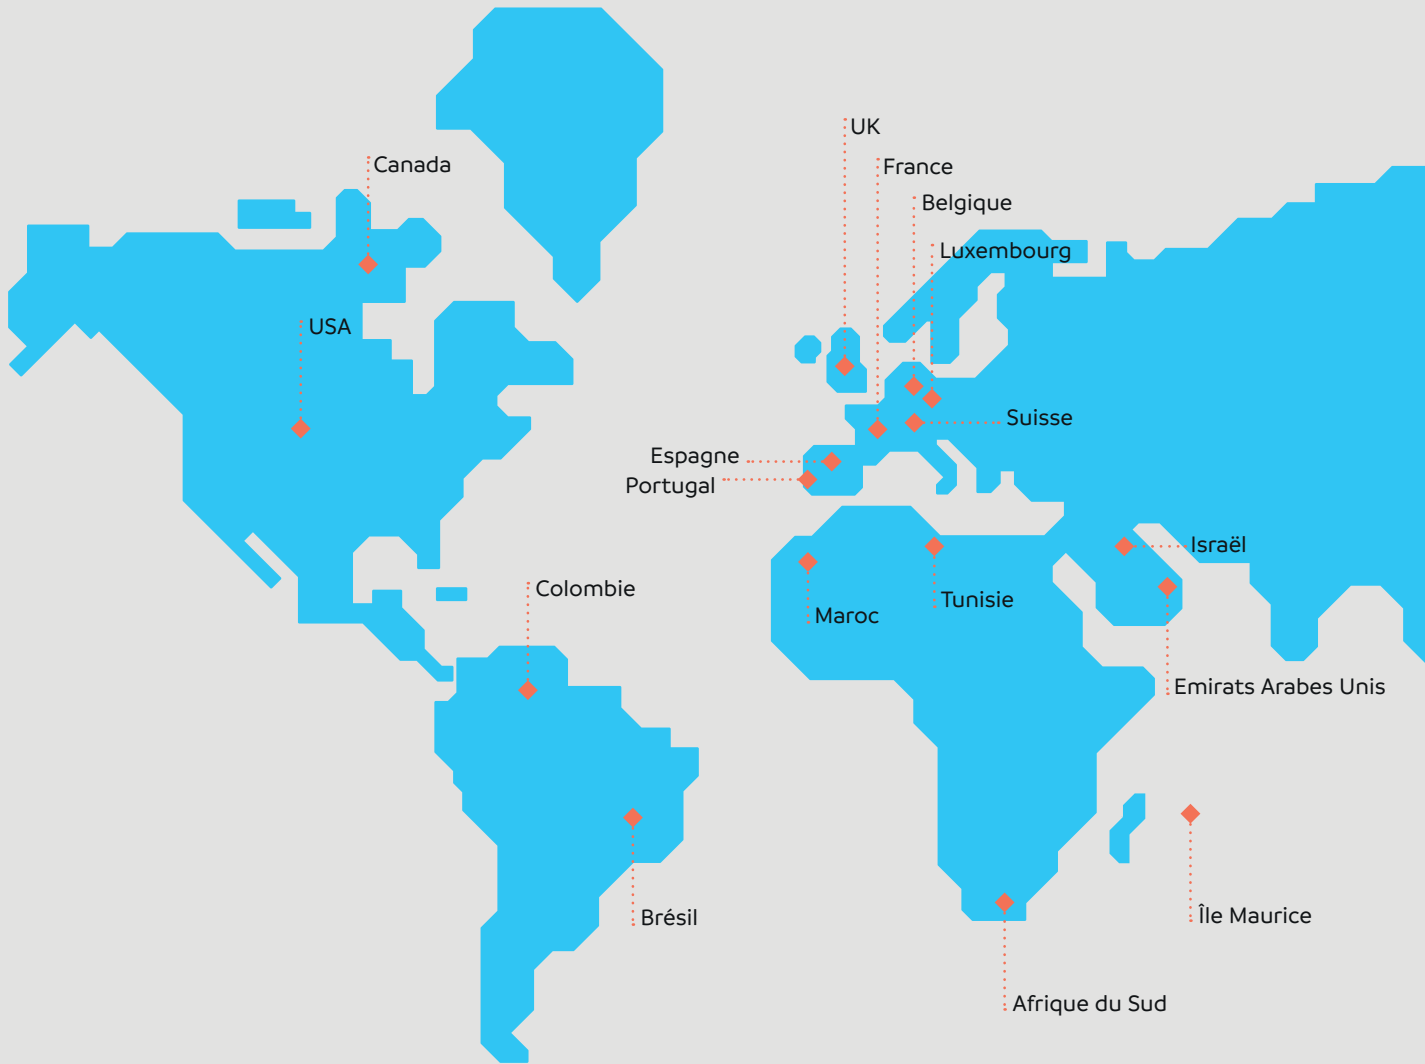 UK
Canada
France
Belgique
Luxembourg
USA
Suisse
Espagne
Portugal
Israël
Colombie
Tunisie
Maroc
Emirats Arabes Unis
Brésil
Île Maurice
Afrique du Sud